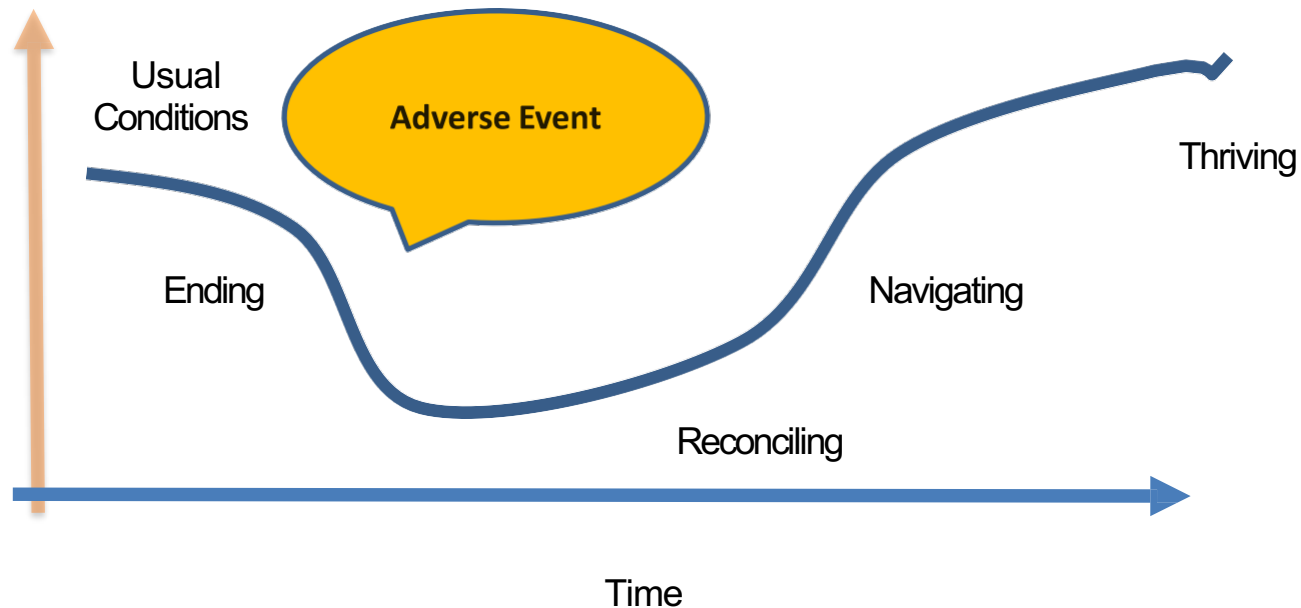 Usual
Conditions
Adverse Event
Thriving
Ending
Navigating
Reconciling
Time